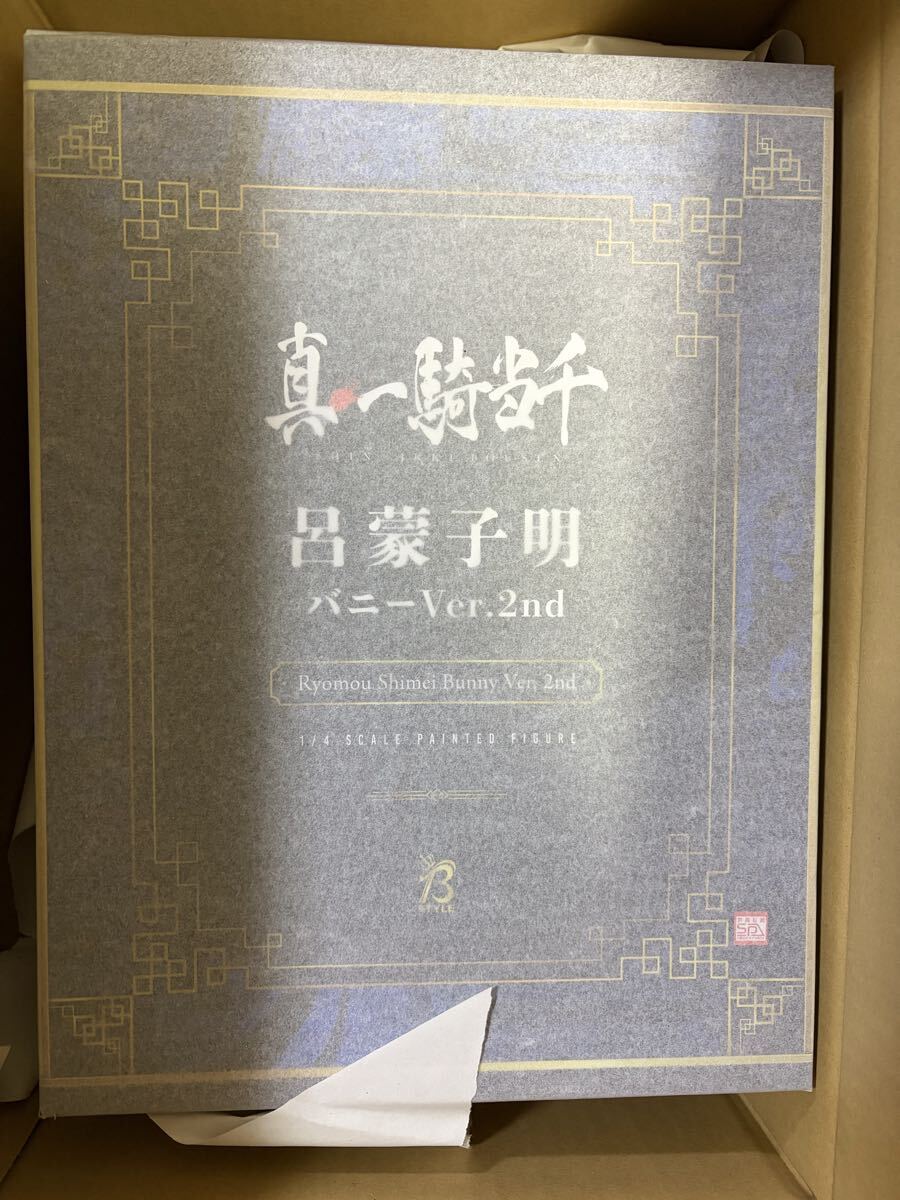 真・一騎当千
SHIN IKKI TOUSEN
呂蒙子明
バニーVer.2nd
Ryomou Shimei Bunny Ver. 2nd
1/4 SCALE PAINTED FIGURE
B
STYLE